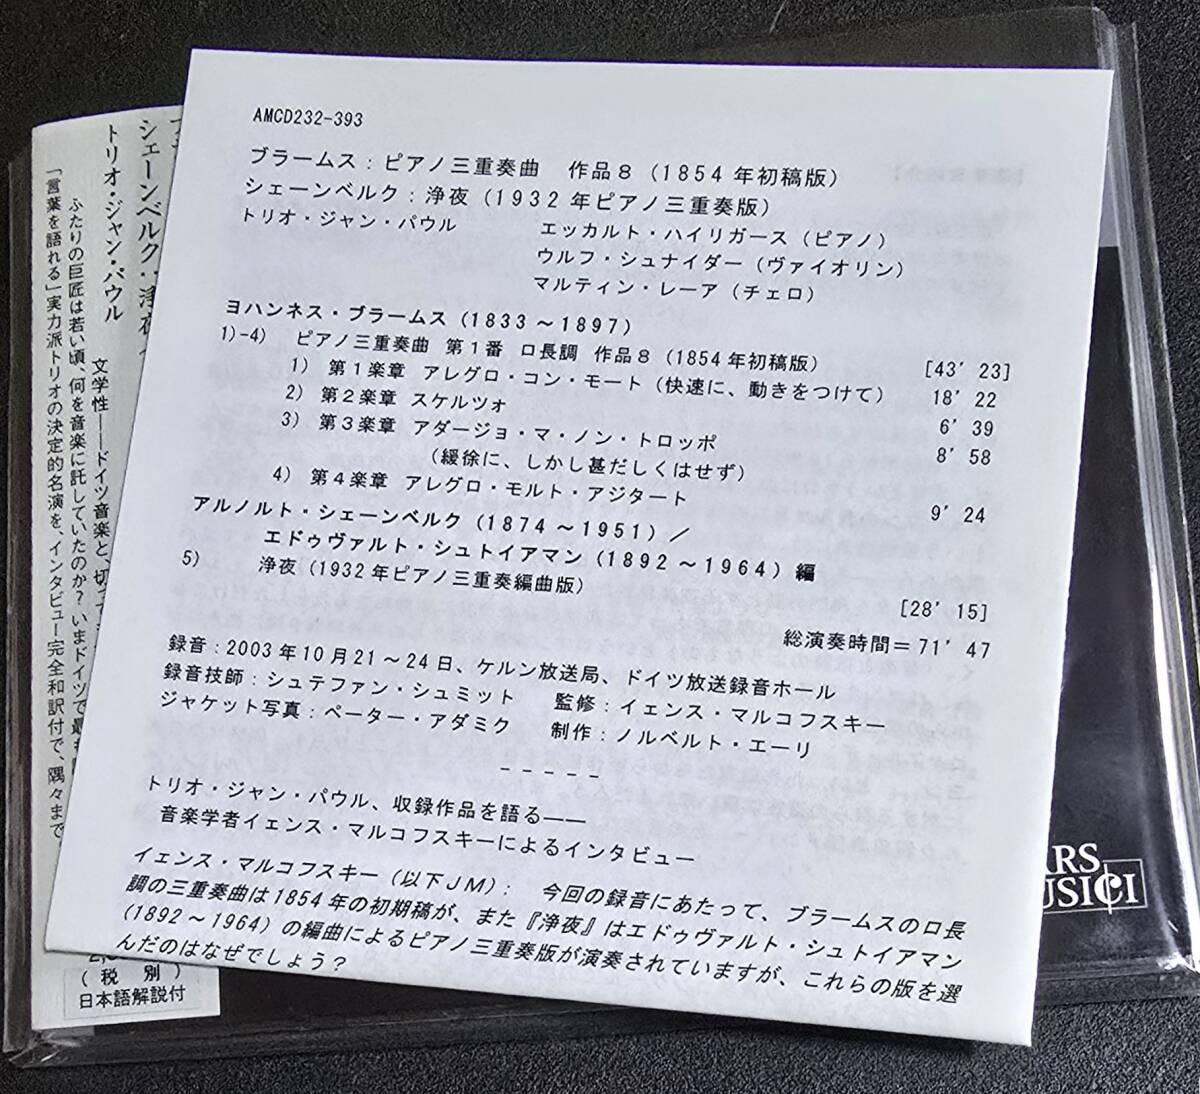 AMCD232-393
ブラームス：ピアノ三重奏曲　作品８（1854年初稿版）
シェーンベルク：浄夜（1932年ピアノ三重奏版）
トリオ・ジャン・パウル　エッカルト・ハイリガース（ピアノ）
ウルフ・シュナイダー（ヴァイオリン）
マルティン・レーア（チェロ）
ヨハンネス・ブラームス（1833～1897）
1)-4)　ピアノ三重奏曲　第１番　ロ長調　作品８（1854年初稿版）　[43’23]
1)　第１楽章　アレグロ・コン・モート（快速に、動きをつけて）　18’22
2)　第２楽章　スケルツォ　6’39
3)　第３楽章　アダージョ・マ・ノン・トロッポ　8’58
（緩徐に、しかし甚だしくはせず）
4)　第４楽章　アレグロ・モルト・アジタート　9’24
アルノルト・シェーンベルク（1874～1951）／
エドゥヴァルト・シュトイアマン（1892～1964）編
5)　浄夜（1932年ピアノ三重奏編曲版）　[28’15]
総演奏時間＝71’47
録音：2003年10月21～24日、ケルン放送局、ドイツ放送録音ホール
録音技師：シュテファン・シュミット　監修：イェンス・マルコフスキー
ジャケット写真：ペーター・アダミク　制作：ノルベルト・エーリ
－－－－－
トリオ・ジャン・パウル、収録作品を語る――
音楽学者イェンス・マルコフスキーによるインタビュー
イェンス・マルコフスキー（以下ＪＭ）：　今回の録音にあたって、ブラームスのロ長
調の三重奏曲は1854年の初期稿が、また『浄夜』はエドゥヴァルト・シュトイアマン
（1892～1964）の編曲によるピアノ三重奏版が演奏されていますが、これらの版を選
んだのはなぜでしょう？
シェーンベルク：浄夜
トリオ・ジャン・パウル
文学性――ドイツ音楽と、切って
ふたりの巨匠は若い頃、何を音楽に託していたのか？いまドイツで最も
「言葉を語れる」実力派トリオの決定的名演を、インタビュー完全和訳付で、隅々まで
（税別）
日本語解説付
ARS
MUSICI